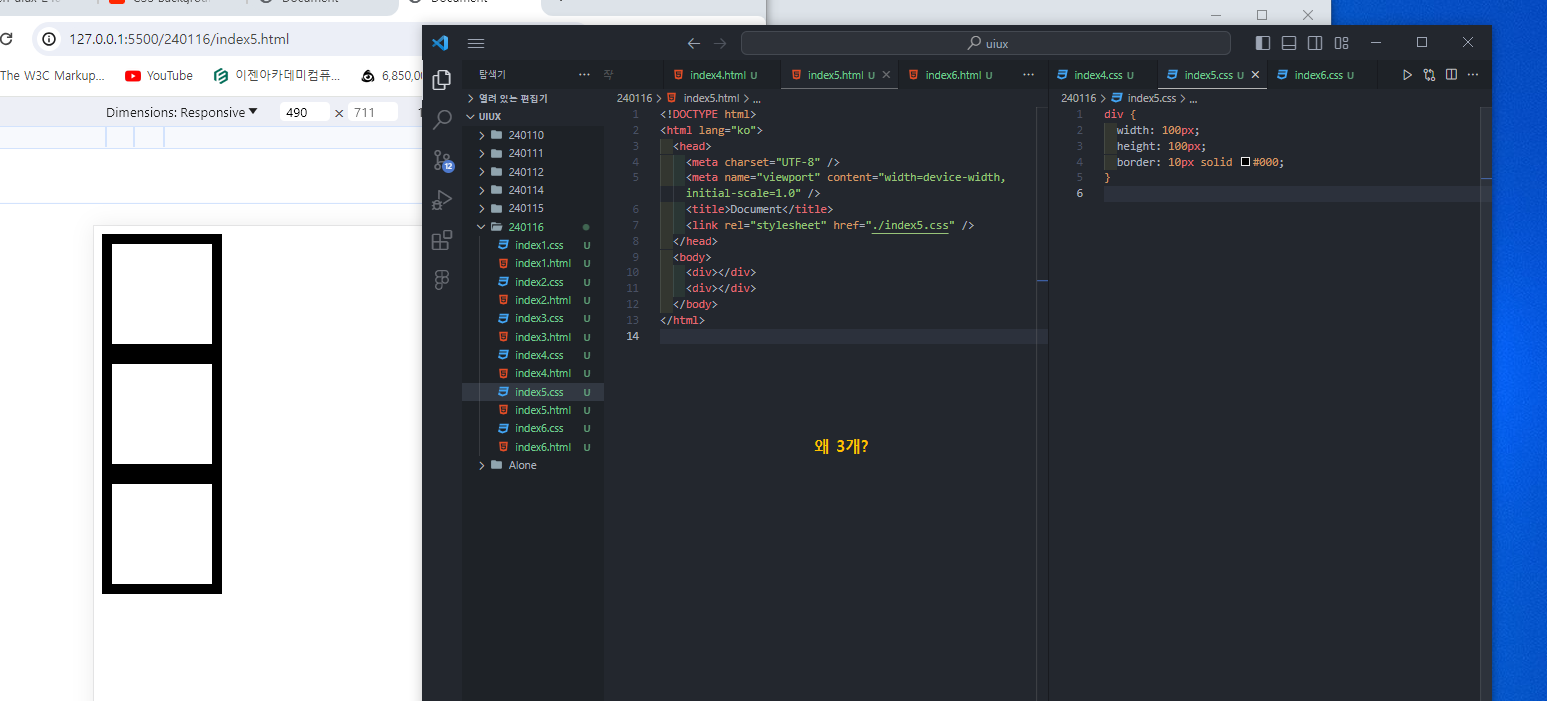 Document
127.0.0.1:5500/240116/index5.html
The W3C Markup...
YouTube
이젠아카데미컴퓨...
Dimensions: Responsive
490
×
711
uiux
탐색기
열려 있는 편집기
UIUX
240110
240111
240112
240114
240115
240116
index1.css U
index1.html U
index2.css U
index2.html U
index3.css U
index3.html U
index4.css U
index4.html U
index5.css U
index5.html U
index6.css U
index6.html U
Alone
12
index4.html U
index5.html U
index6.html U
240116 > index5.html > ...
1 <!DOCTYPE html>
2 <html lang="ko">
3 <head>
4 <meta charset="UTF-8" />
5 <meta name="viewport" content="width=device-width,
initial-scale=1.0" />
6 <title>Document</title>
7 <link rel="stylesheet" href="./index5.css" />
8 </head>
9 <body>
10 <div></div>
11 <div></div>
12 </body>
13 </html>
14
왜 3개?
index4.css U
index5.css U
index6.css U
240116 > index5.css > ...
1 div {
2 width: 100px;
3 height: 100px;
4 border: 10px solid #000;
5 }
6